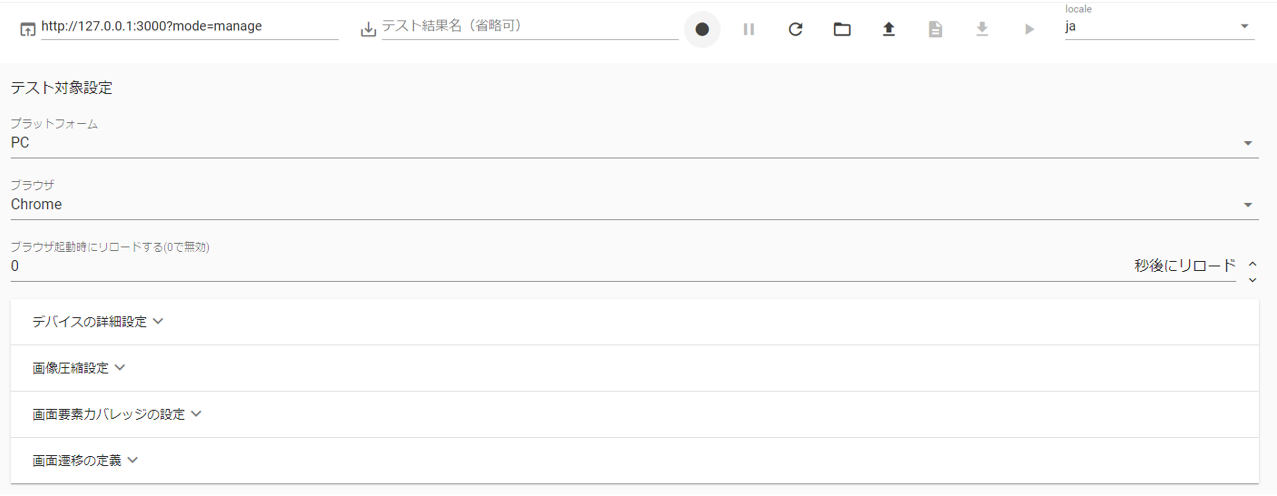 locale
http://127.0.0.1:3000?mode=manage テスト結果名（省略可） ja
テスト対象設定
プラットフォーム
PC
ブラウザ
Chrome
ブラウザ起動時にリロードする(0で無効)
0 秒後にリロード
デバイスの詳細設定
画像圧縮設定
画面要素カバレッジの設定
画面遷移の定義